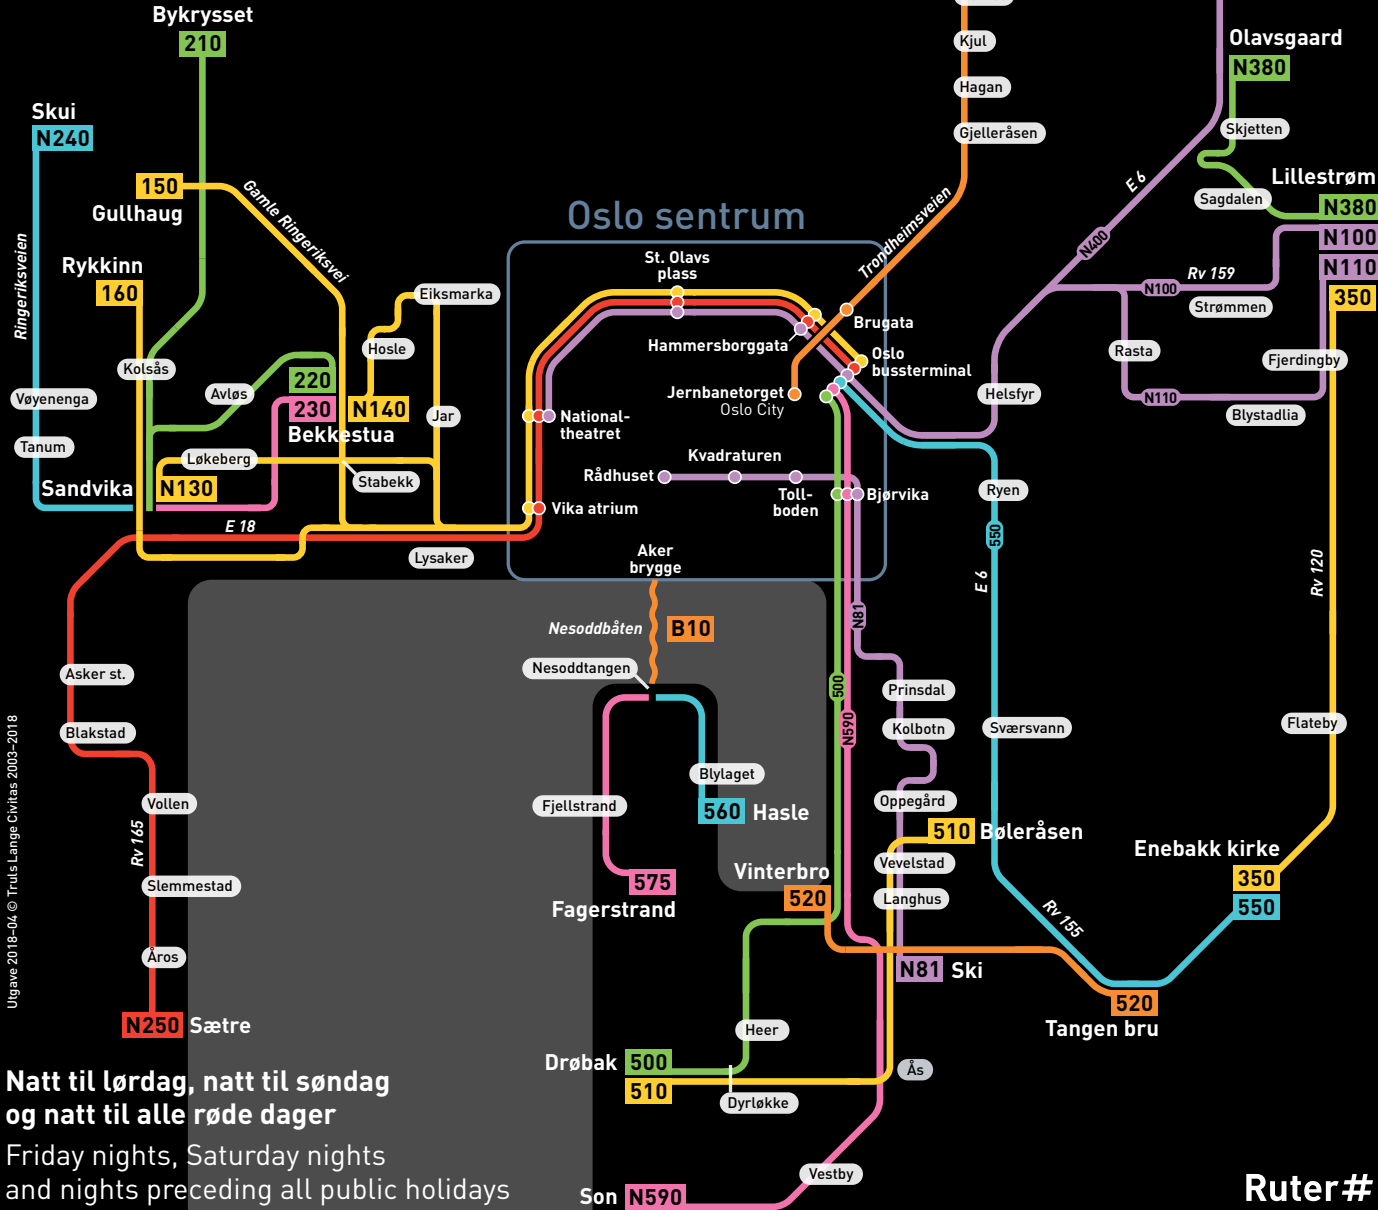 Bykrysset
210
Kjul
Hagan
Gjelleråsen
Olavsgaard
N380
Skjetten
Sagdalen
Lillestrøm
N380
N100
N110
350
Skui
N240
150
Gullhaug
Gamle Ringeriksvei
Ringeriksveien
Rykkinn
160
Oslo sentrum
Trondheimsveien
E 6
N400
Rv 159
N100
Strømmen
Rasta
Fjerdingby
N110
Blystadlia
St. Olavs
plass
Eiksmarka
Hosle
Kolsås
Avløs
220
230
Bekkestua
N140
Jar
Vøyenenga
Tanum
Løkeberg
Sandvika
N130
Stabekk
E 18
Lysaker
Brugata
Hammersborggata
Oslo
bussterminal
Jernbanetorget
Oslo City
National-
theatret
Kvadraturen
Rådhuset
Toll-
boden
Bjørvika
Vika atrium
Helsfyr
Ryen
550
E 6
Rv 120
Aker
brygge
Nesoddbåten
B10
Nesoddtangen
N81
500
N590
Prinsdal
Kolbotn
Sværsvann
Flateby
Asker st.
Blakstad
Vollen
Rv 165
Slemmestad
Åros
N250 Sætre
Blylaget
Fjellstrand
560 Hasle
575
Fagerstrand
Oppegård
510 Bøleråsen
Vevelstad
Langhus
Vinterbro
520
N81 Ski
Enebakk kirke
350
550
Rv 155
520
Tangen bru
Heer
Drøbak 500
510
Dyrløkke
Ås
Vestby
Son N590
Utgave 2018–04 © Truls Lange Civitas 2003–2018
Natt til lørdag, natt til søndag
og natt til alle røde dager
Friday nights, Saturday nights
and nights preceding all public holidays
Ruter#